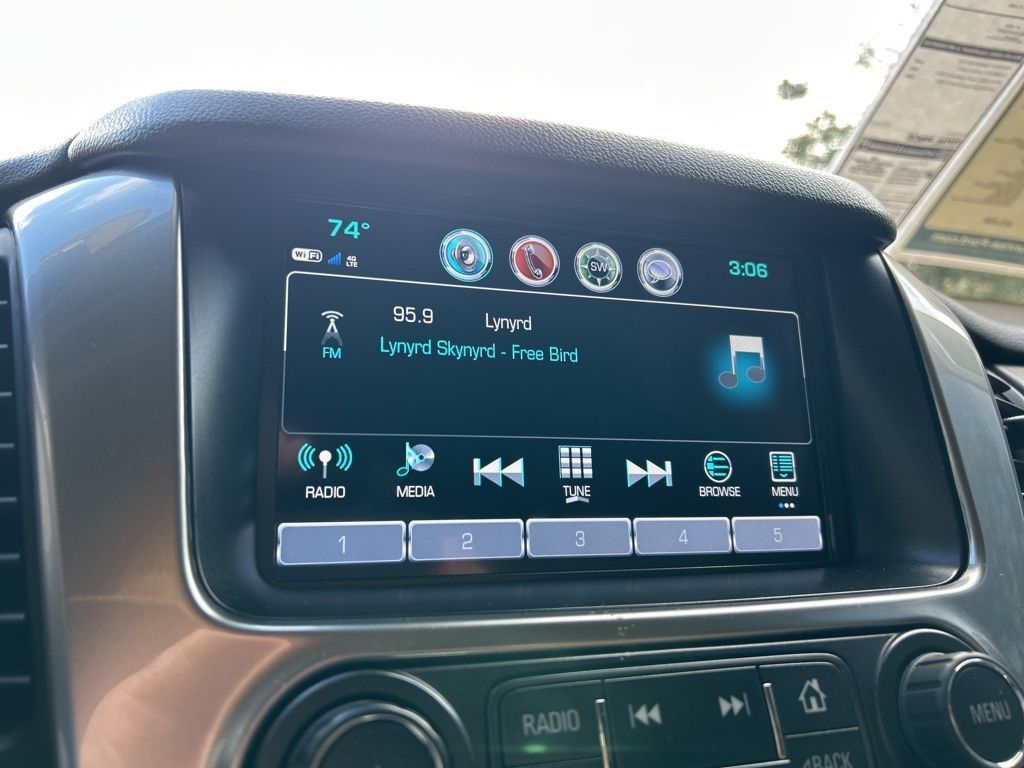 74°
WiFi 4G LTE
SW
3:06
95.9 Lynyrd
FM
Lynyrd Skynyrd - Free Bird
RADIO MEDIA TUNE BROWSE MENU
1 2 3 4 5
RADIO MENU
BACK